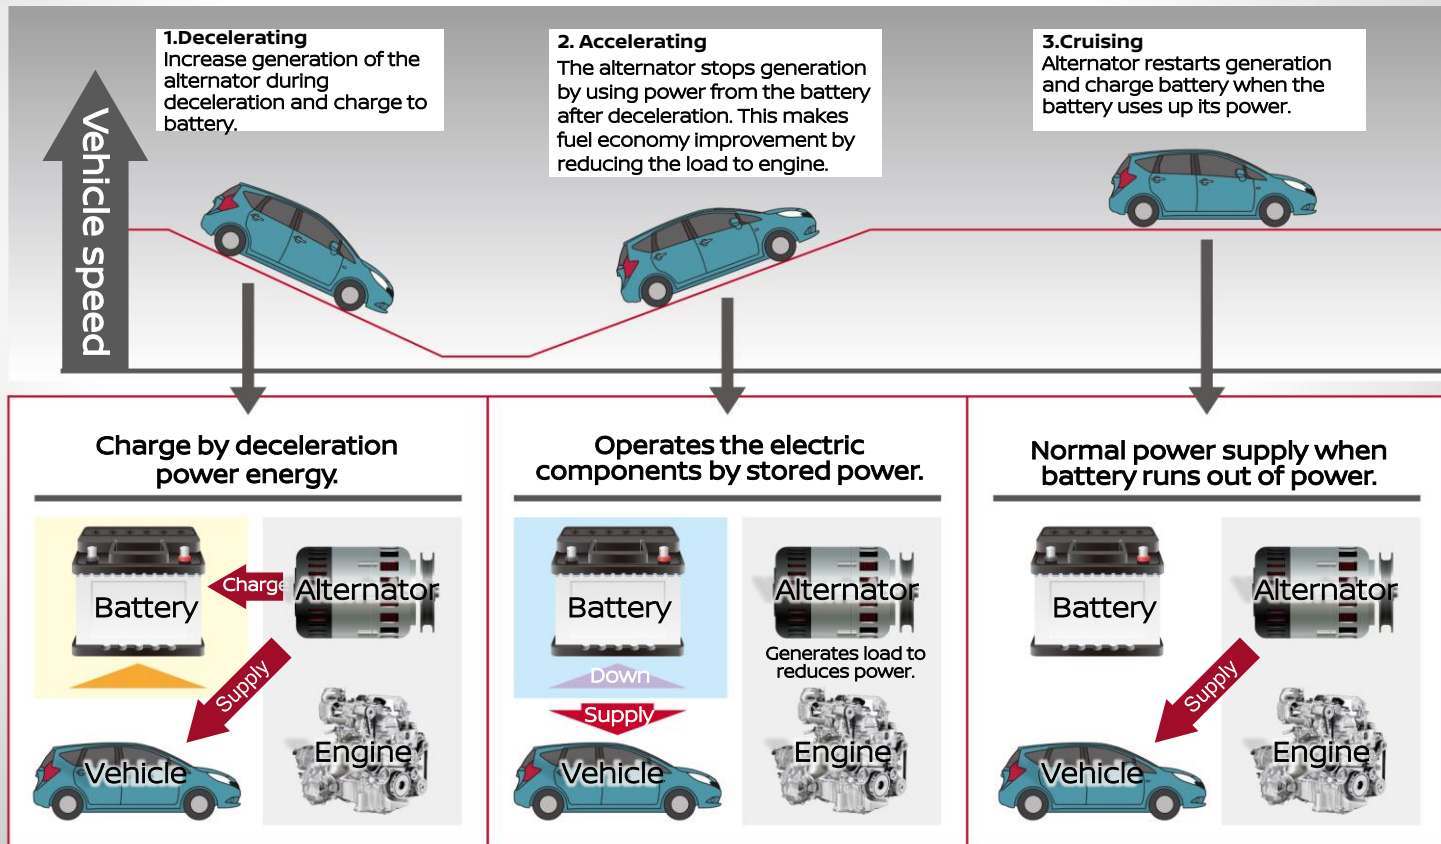 1.Decelerating
Increase generation of the
alternator during
deceleration and charge to
battery.
2. Accelerating
The alternator stops generation
by using power from the battery
after deceleration. This makes
fuel economy improvement by
reducing the load to engine.
3.Cruising
Alternator restarts generation
and charge battery when the
battery uses up its power.
Vehicle speed
Charge by deceleration
power energy.
Battery
Charge
Alternator
Supply
Vehicle
Engine
Operates the electric
components by stored power.
Battery
Alternator
Down
Supply
Generates load to
reduces power.
Vehicle
Engine
Normal power supply when
battery runs out of power.
Battery
Alternator
Supply
Vehicle
Engine